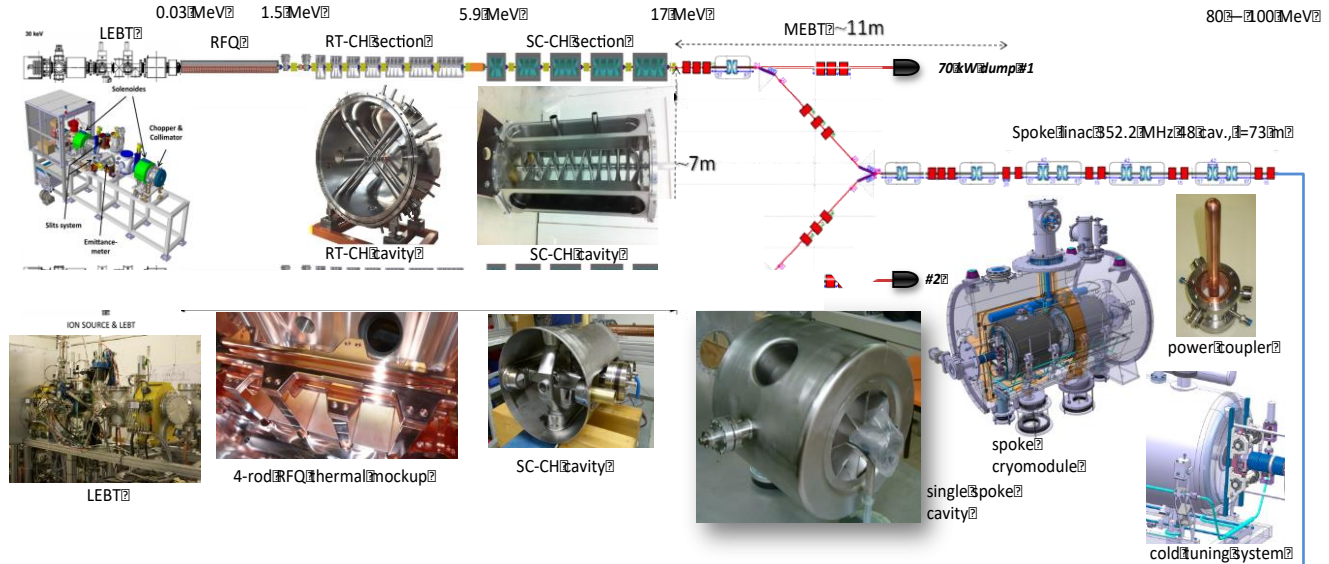 0.03 MeV
1.5 MeV
5.9 MeV
17 MeV
80 — 100 MeV
LEBT
RFQ
RT-CH section
SC-CH section
MEBT ~11m
30 keV
70 kW dump #1
Solenoides
Chopper &
Collimator
Slits system
Emittance-
meter
~7m
Spoke linac 352.2 MHz 48 cav., l=73 m
RT-CH cavity
SC-CH cavity
#2
ION SOURCE & LEBT
power coupler
spoke
cryomodule
LEBT
4-rod RFQ thermal mockup
SC-CH cavity
single spoke
cavity
cold tuning system